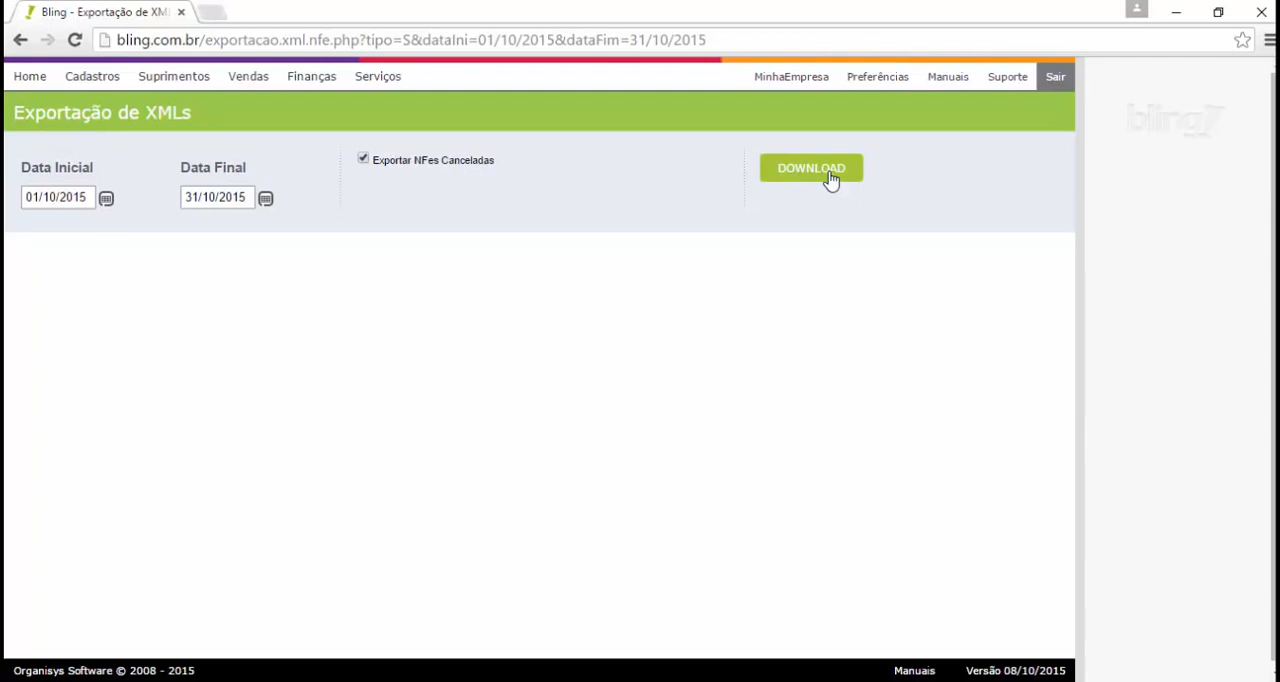 Bling - Exportação de XM
bling.com.br/exportacao.xml.nfe.php?tipo=S&dataIni=01/10/2015&dataFim=31/10/2015
Home Cadastros Suprimentos Vendas Finanças Serviços MinhaEmpresa Preferências Manuais Suporte Sair
bling7
Exportação de XMLs
Data Inicial Data Final Exportar NFes Canceladas DOWNLOAD
01/10/2015 31/10/2015
Organisys Software © 2008 - 2015 Manuais Versão 08/10/2015